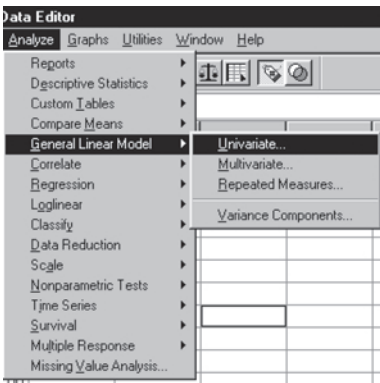 Data Editor
Analyze Graphs Utilities Window Help
Reports
Descriptive Statistics
Custom Tables
Compare Means
General Linear Model
Univariate...
Multivariate...
Repeated Measures...
Variance Components...
Correlate
Regression
Loglinear
Classify
Data Reduction
Scale
Nonparametric Tests
Time Series
Survival
Multiple Response
Missing Value Analysis...